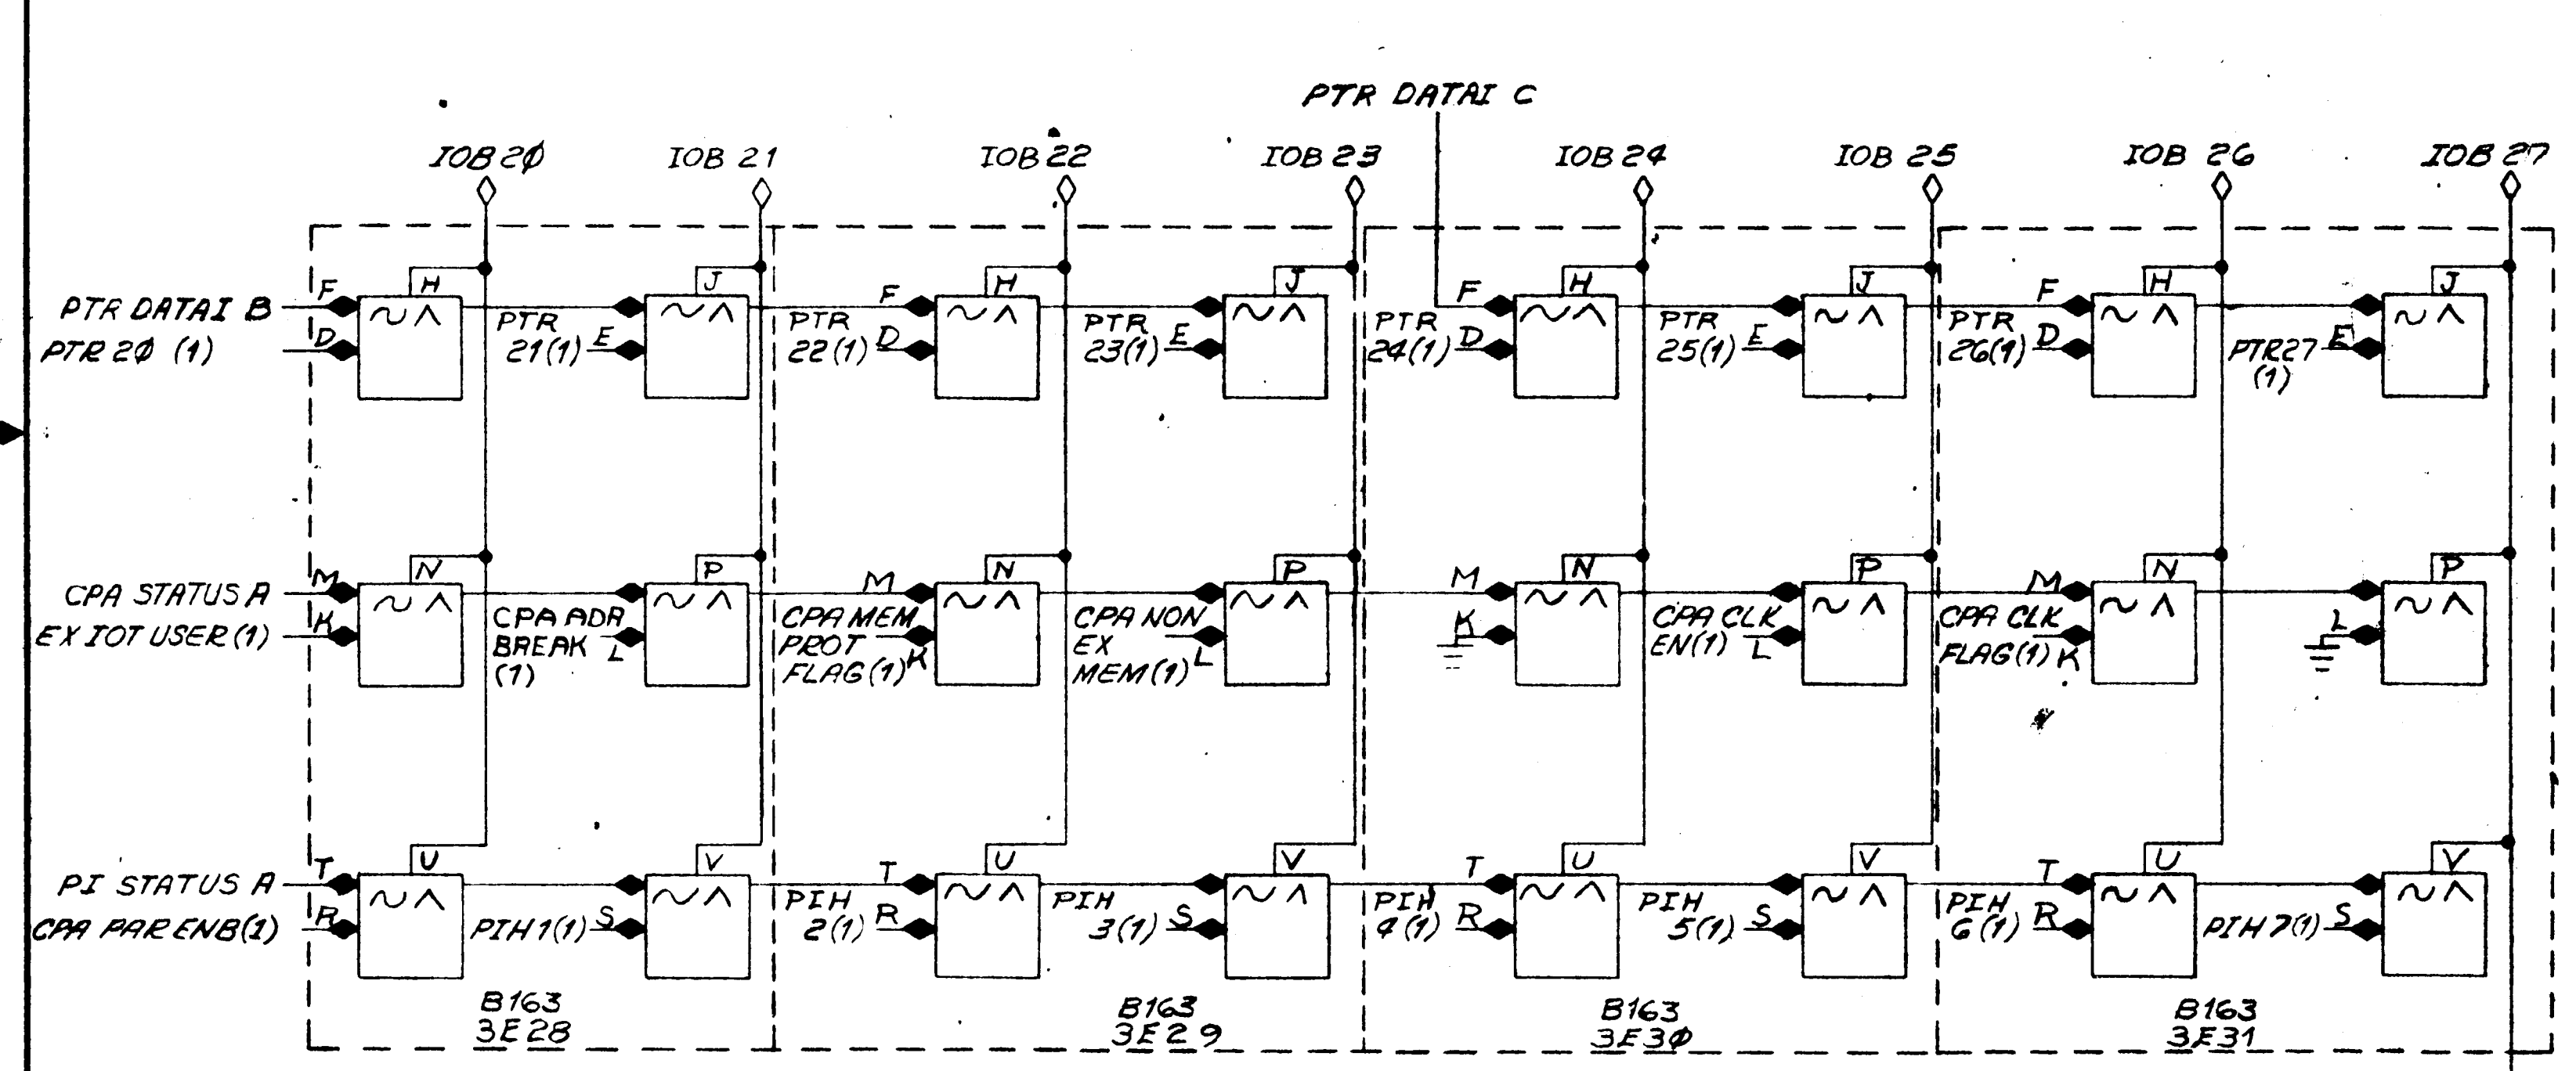 PTR DATAI C
IOB 2Ø IOB 21 IOB 22 IOB 23 IOB 24 IOB 25 IOB 26 IOB 27
H J H J H J H J
PTR DATAI B F F F F
PTR 2Ø (1) D PTR 21(1) E PTR 22(1) D PTR 23(1) E PTR 24(1) D PTR 25(1) E PTR 26(1) D PTR27 (1) E
N P N P N P N P
CPA STATUS A M M M M
EX IOT USER(1) K CPA ADR BREAK (1) L CPA MEM PROT FLAG(1) K CPA NON EX MEM(1) L K CPA CLK EN(1) L CPA CLK FLAG(1) K L
U V U V U V U V
PI STATUS A T T T T
CPA PAR ENB(1) R PIH1(1) S PIH 2(1) R PIH 3(1) S PIH 4(1) R PIH 5(1) S PIH 6(1) R PIH7(1) S
B163 B163 B163 B163
3E28 3E29 3E3Ø 3E31